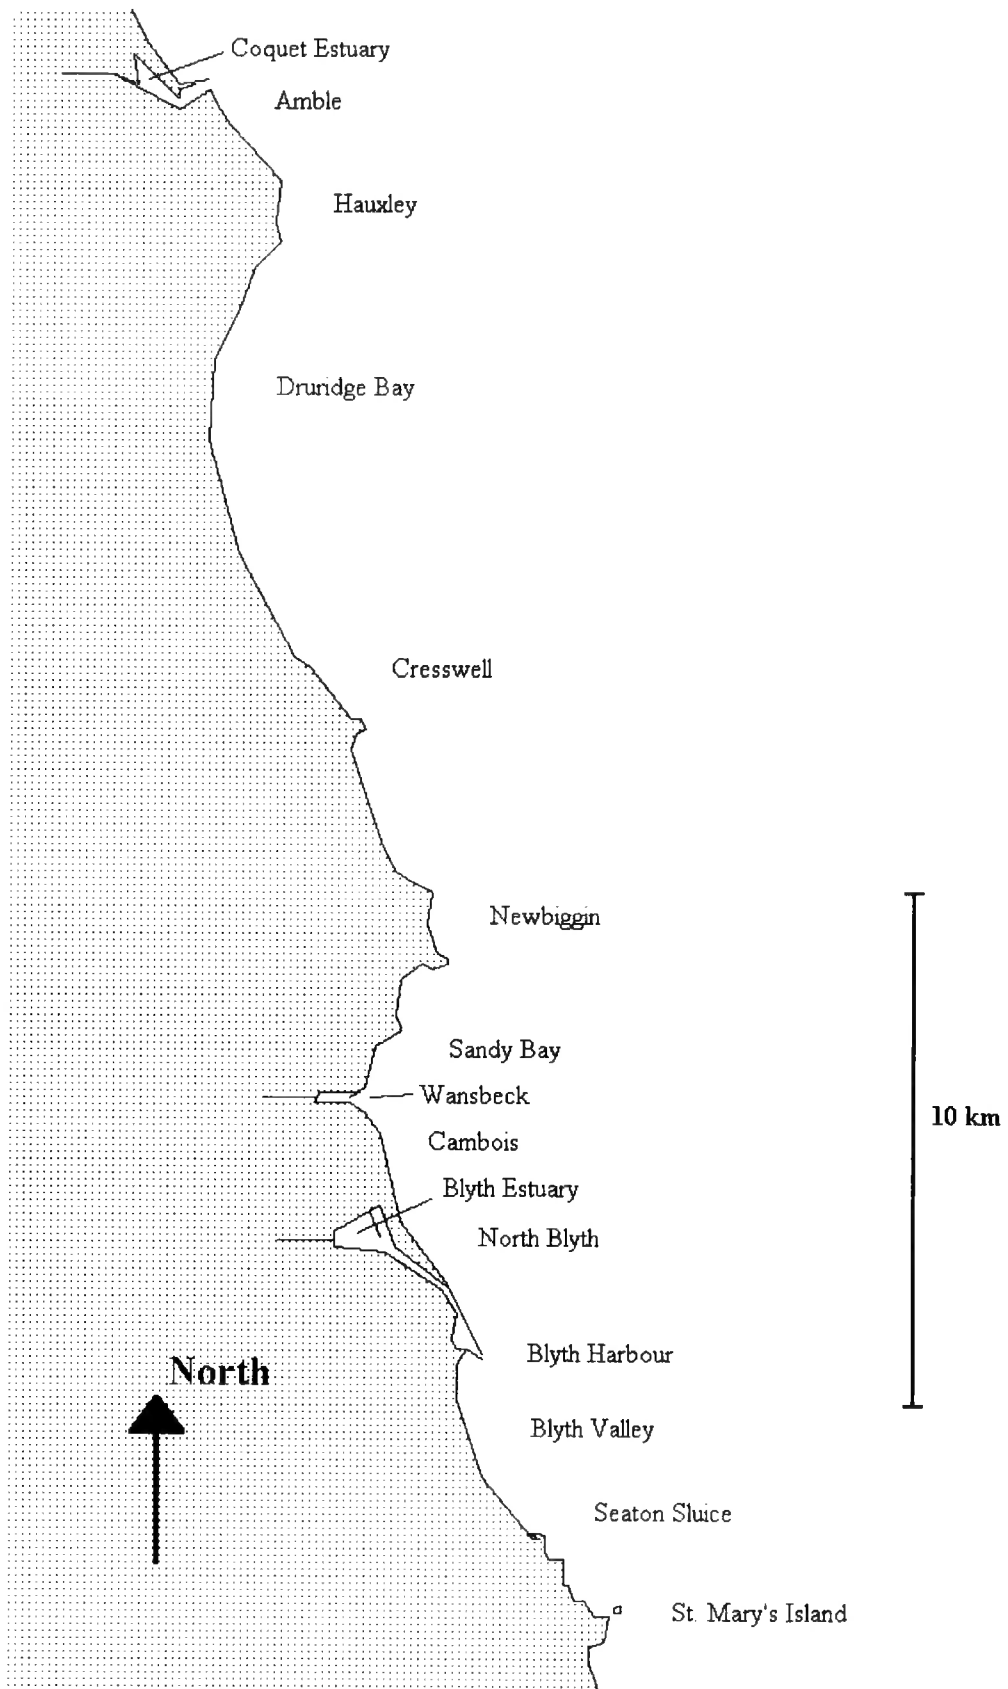 Coquet Estuary
Amble
Hauxley
Druridge Bay
Cresswell
Newbiggin
Sandy Bay
Wansbeck
10 km
Cambois
Blyth Estuary
North Blyth
Blyth Harbour
North
Blyth Valley
Seaton Sluice
St. Mary's Island